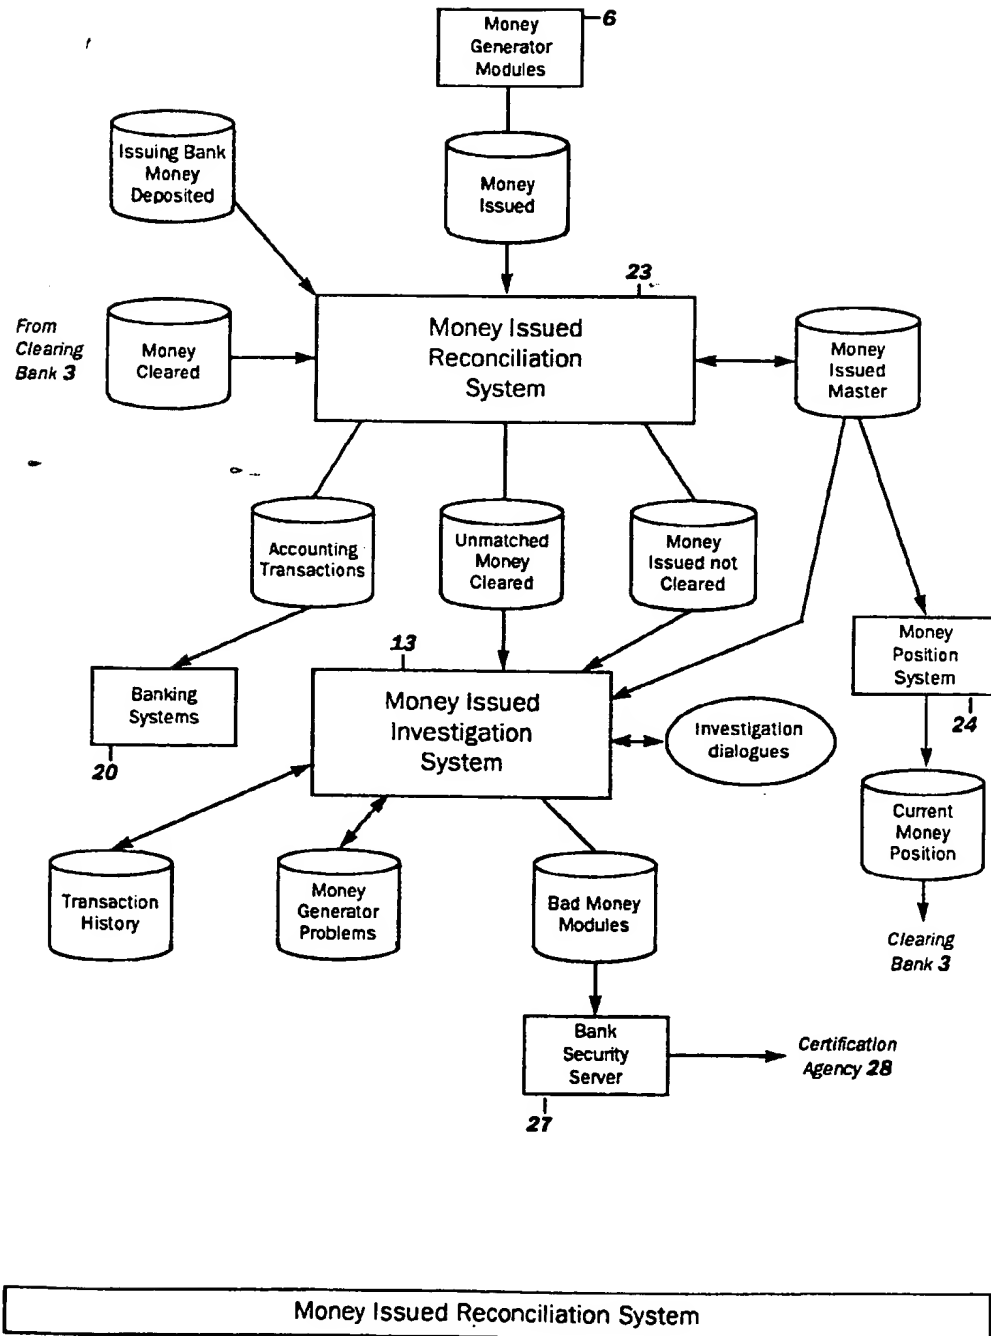 Money
Generator
Modules
6
Issuing Bank
Money
Deposited
Money
Issued
23
From
Clearing
Bank 3
Money
Cleared
Money Issued
Reconciliation
System
Money
Issued
Master
Accounting
Transactions
Unmatched
Money
Cleared
Money
Issued not
Cleared
13
Banking
Systems
20
Money Issued
Investigation
System
Investigation
dialogues
Money
Position
System
24
Transaction
History
Money
Generator
Problems
Bad Money
Modules
Current
Money
Position
Clearing
Bank 3
Bank
Security
Server
27
Certification
Agency 28
Money Issued Reconciliation System